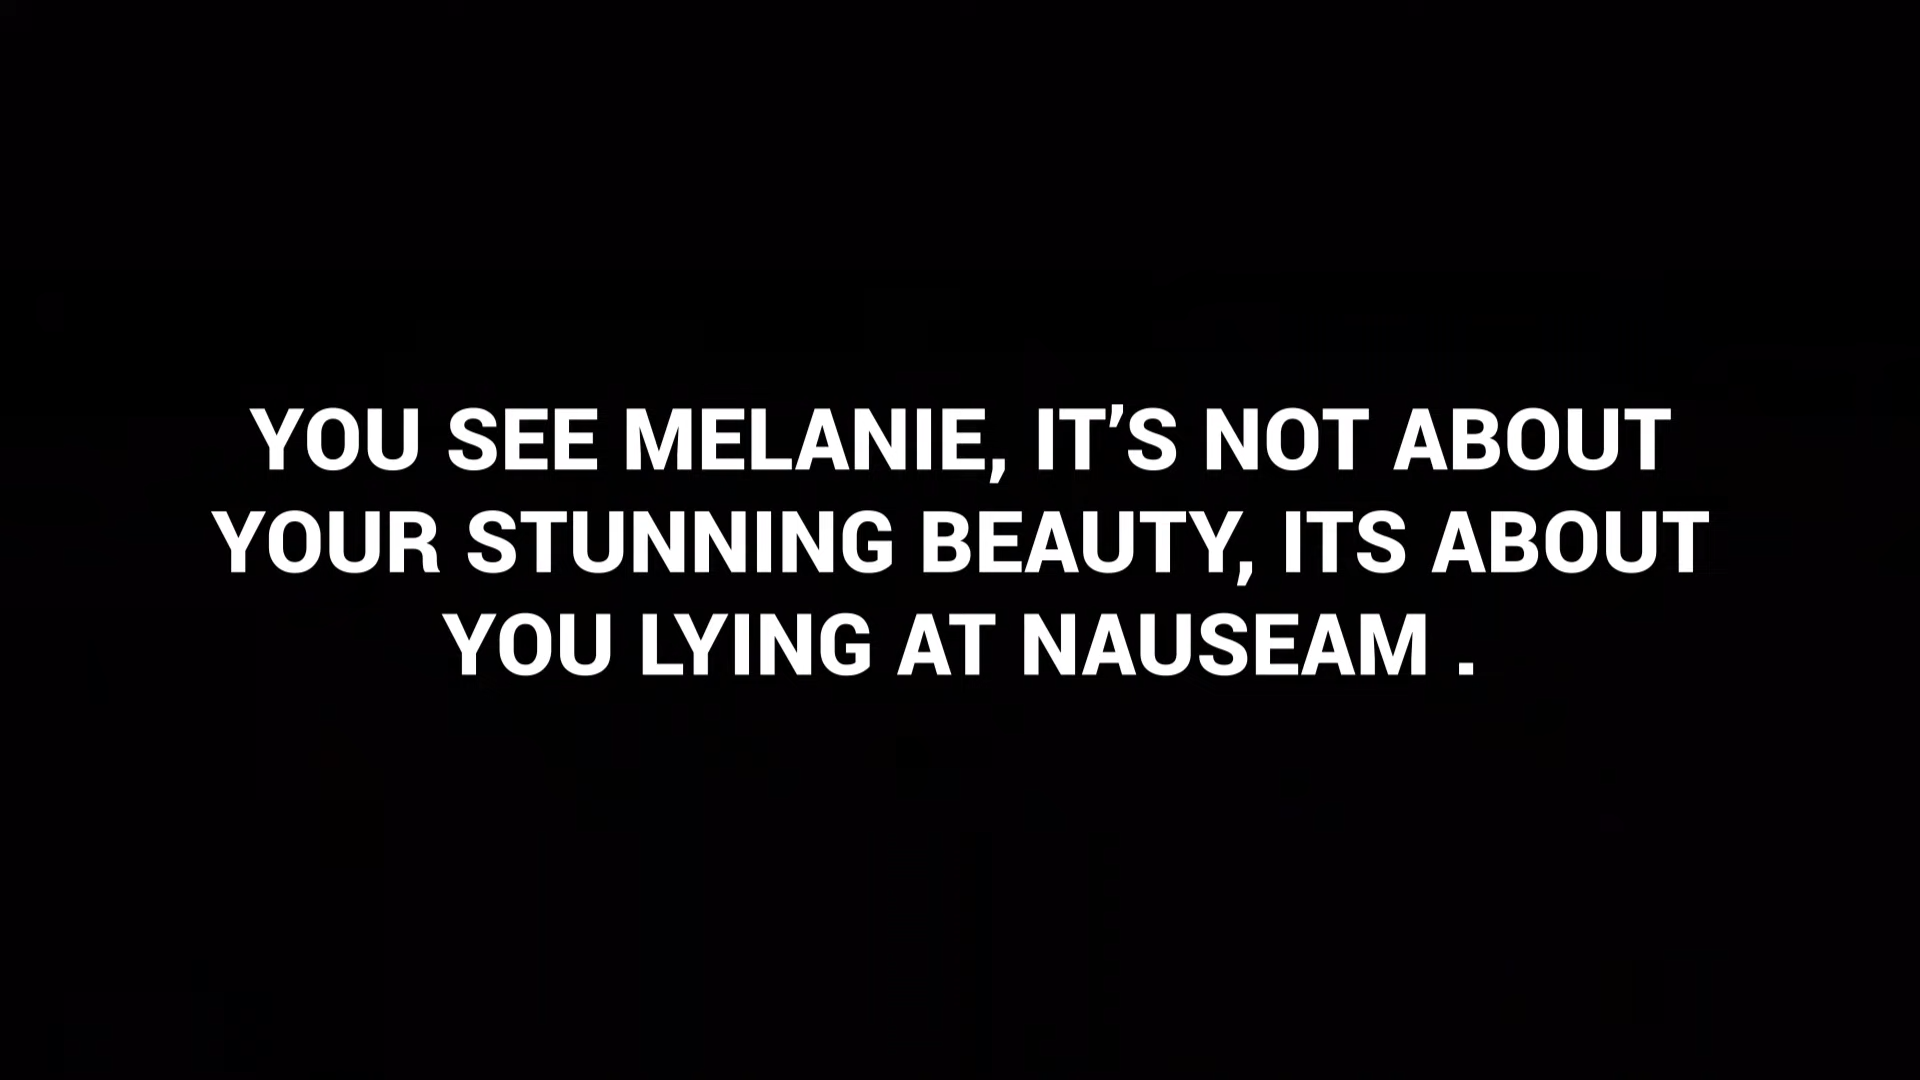 YOU SEE MELANIE, IT’S NOT ABOUT
YOUR STUNNING BEAUTY, ITS ABOUT
YOU LYING AT NAUSEAM .